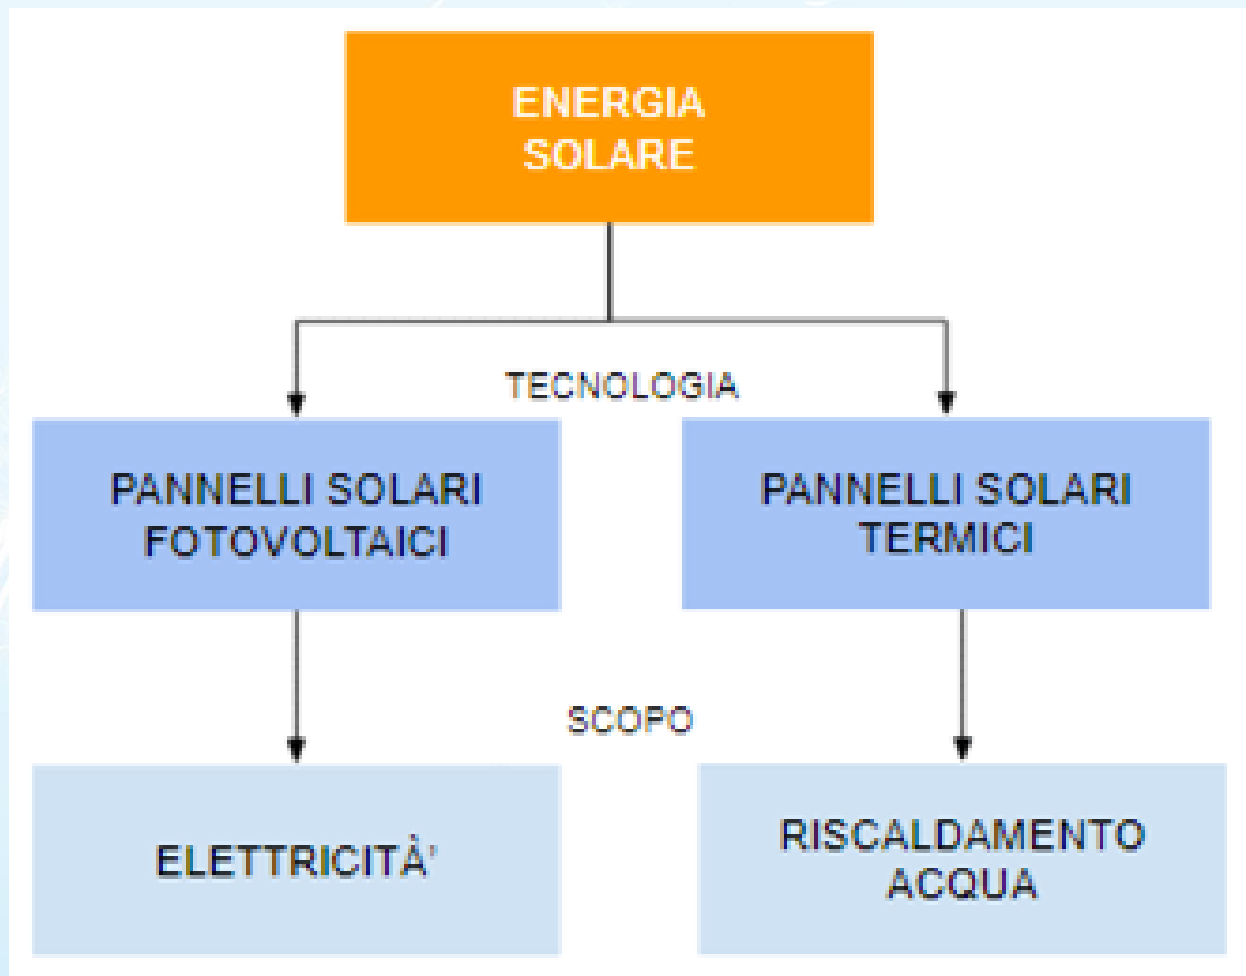 ENERGIA
SOLARE
TECNOLOGIA
PANNELLI SOLARI
FOTOVOLTAICI
PANNELLI SOLARI
TERMICI
SCOPO
ELETTRICITÀ'
RISCALDAMENTO
ACQUA